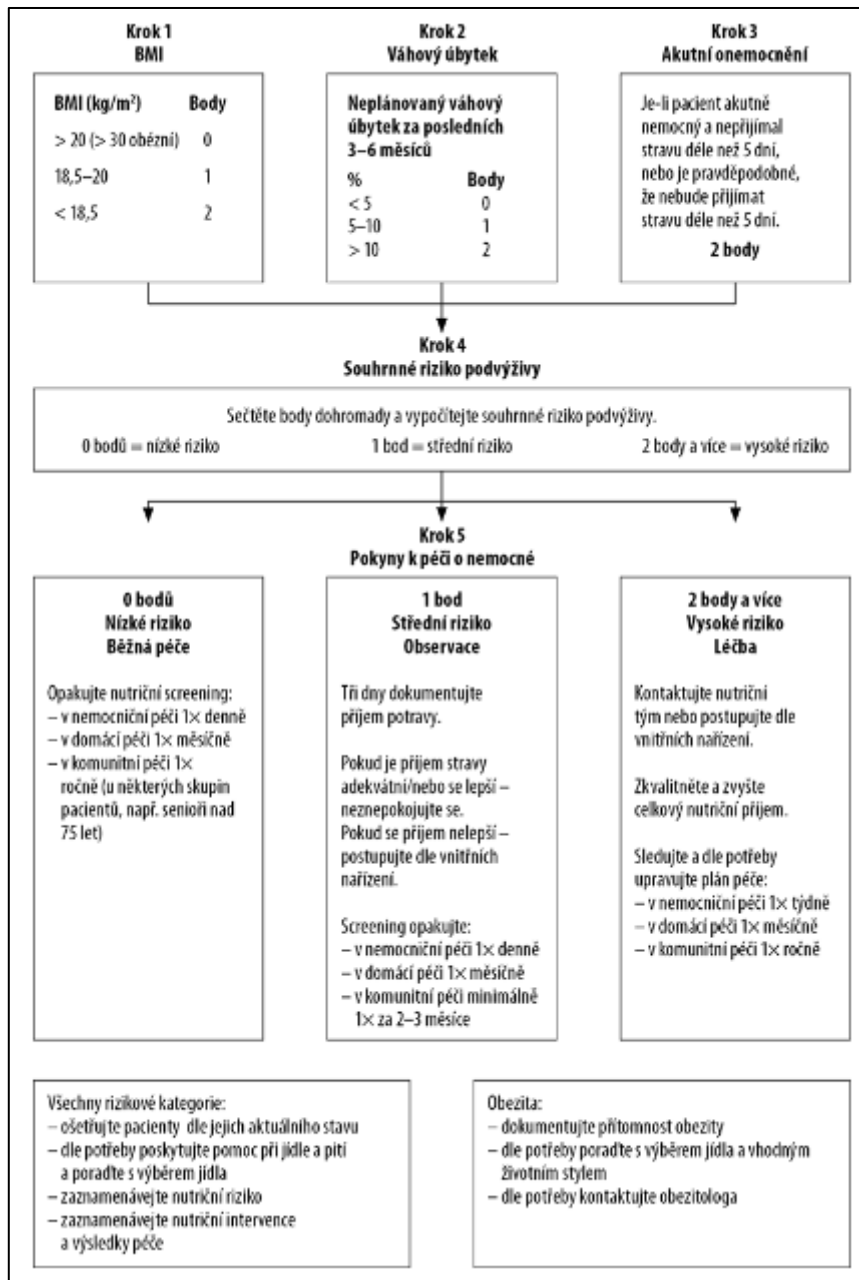 Krok 1
BMI
BMI (kg/m²) Body
> 20 (> 30 obézní) 0
18,5–20 1
< 18,5 2
Krok 2
Váhový úbytek
Neplánovaný váhový
úbytek za posledních
3–6 měsíců
% Body
< 5 0
5–10 1
> 10 2
Krok 3
Akutní onemocnění
Je-li pacient akutně
nemocný a nepřijímal
stravu déle než 5 dní,
nebo je pravděpodobné,
že nebude přijímat
stravu déle než 5 dní.
2 body
Krok 4
Souhrnné riziko podvýživy
Sečtěte body dohromady a vypočítejte souhrnné riziko podvýživy.
0 bodů = nízké riziko 1 bod = střední riziko 2 body a více = vysoké riziko
Krok 5
Pokyny k péči o nemocné
0 bodů
Nízké riziko
Běžná péče
Opakujte nutriční screening:
– v nemocniční péči 1× denně
– v domácí péči 1× měsíčně
– v komunitní péči 1×
ročně (u některých skupin
pacientů, např. senioři nad
75 let)
1 bod
Střední riziko
Observace
Tři dny dokumentujte
příjem potravy.
Pokud je příjem stravy
adekvátní/nebo se lepší –
neznepokojujte se.
Pokud se příjem nelepší –
postupujte dle vnitřních
nařízení.
Screening opakujte:
– v nemocniční péči 1× denně
– v domácí péči 1× měsíčně
– v komunitní péči minimálně
1× za 2–3 měsíce
2 body a více
Vysoké riziko
Léčba
Kontaktujte nutriční
tým nebo postupujte dle
vnitřních nařízení.
Zkvalitněte a zvyšte
celkový nutriční příjem.
Sledujte a dle potřeby
upravujte plán péče:
– v nemocniční péči 1× týdně
– v domácí péči 1× měsíčně
– v komunitní péči 1× ročně
Všechny rizikové kategorie:
– ošetřujte pacienty dle jejich aktuálního stavu
– dle potřeby poskytujte pomoc při jídle a pití
a poraďte s výběrem jídla
– zaznamenávejte nutriční riziko
– zaznamenávejte nutriční intervence
a výsledky péče
Obezita:
– dokumentujte přítomnost obezity
– dle potřeby poraďte s výběrem jídla a vhodným
životním stylem
– dle potřeby kontaktujte obezitologa